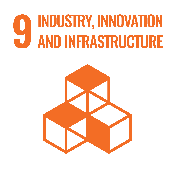 9 INDUSTRY, INNOVATION
AND INFRASTRUCTURE